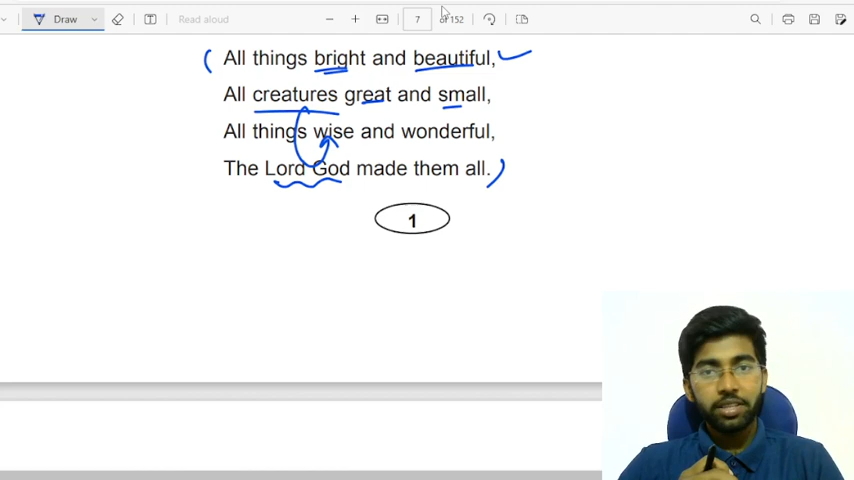 Draw
Read aloud
7
of 152
All things bright and beautiful,
All creatures great and small,
All things wise and wonderful,
The Lord God made them all.
1